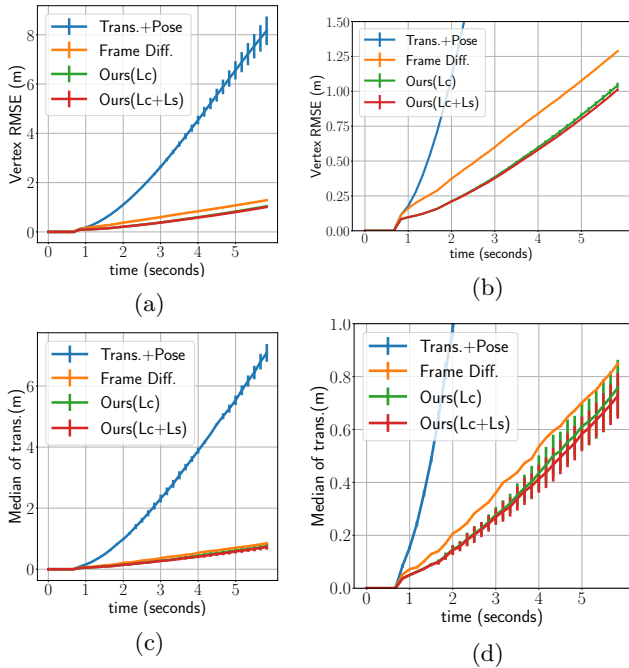 Trans.+Pose
Frame Diff.
Ours(Lc)
Ours(Lc+Ls)
Vertex RMSE (m)
8
6
4
2
0
0 1 2 3 4 5
time (seconds)
(a)
Trans.+Pose
Frame Diff.
Ours(Lc)
Ours(Lc+Ls)
Vertex RMSE (m)
1.50
1.25
1.00
0.75
0.50
0.25
0.00
0 1 2 3 4 5
time (seconds)
(b)
Trans.+Pose
Frame Diff.
Ours(Lc)
Ours(Lc+Ls)
Median of trans.(m)
6
4
2
0
0 1 2 3 4 5
time (seconds)
(c)
Trans.+Pose
Frame Diff.
Ours(Lc)
Ours(Lc+Ls)
Median of trans.(m)
1.0
0.8
0.6
0.4
0.2
0.0
0 1 2 3 4 5
time (seconds)
(d)